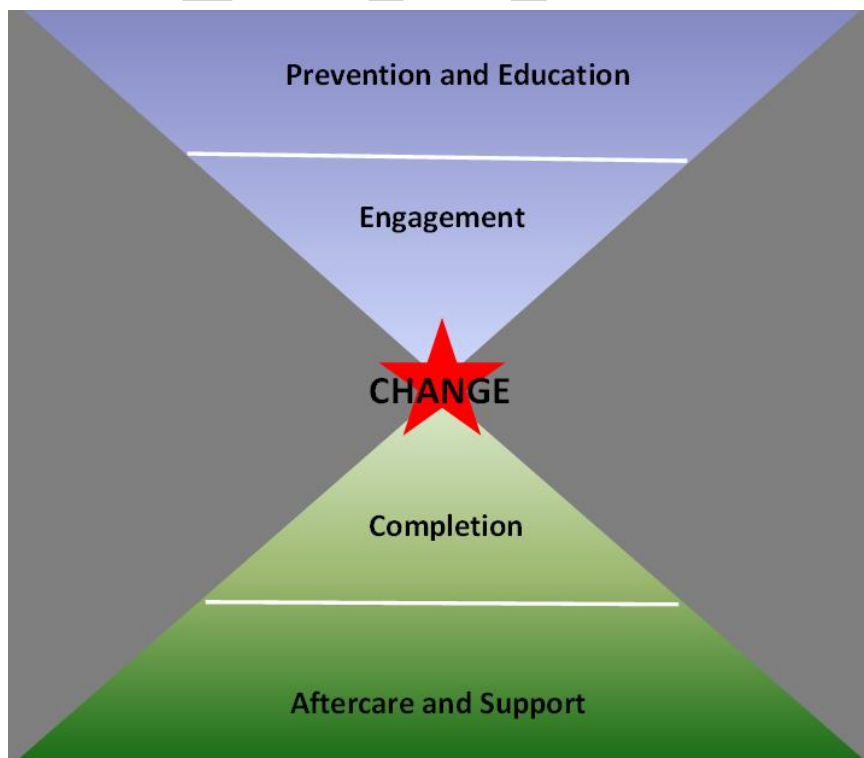 Prevention and Education
Engagement
CHANGE
Completion
Aftercare and Support